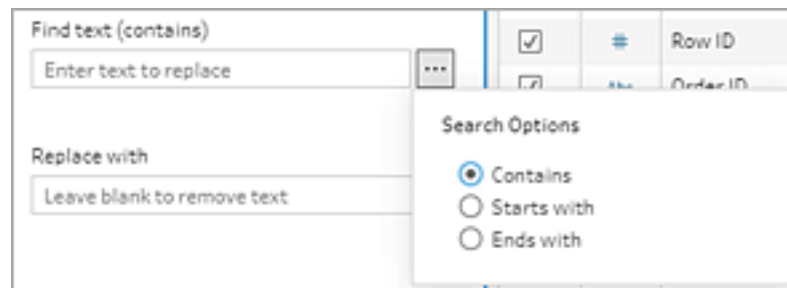 Find text (contains)
Enter text to replace
...
Row ID
Abc Order ID
Search Options
Replace with
Contains
Leave blank to remove text
Starts with
Ends with